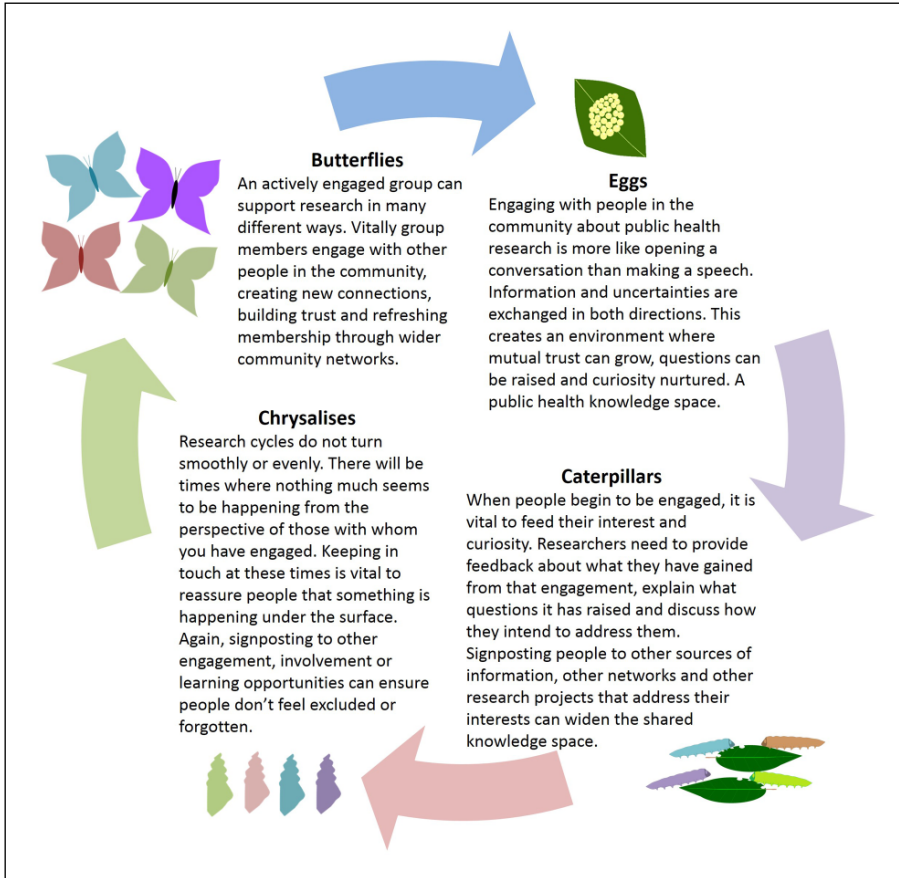 Butterflies
An actively engaged group can
support research in many
different ways. Vitally group
members engage with other
people in the community,
creating new connections,
building trust and refreshing
membership through wider
community networks.
Eggs
Engaging with people in the
community about public health
research is more like opening a
conversation than making a speech.
Information and uncertainties are
exchanged in both directions. This
creates an environment where
mutual trust can grow, questions can
be raised and curiosity nurtured. A
public health knowledge space.
Caterpillars
When people begin to be engaged, it is
vital to feed their interest and
curiosity. Researchers need to provide
feedback about what they have gained
from that engagement, explain what
questions it has raised and discuss how
they intend to address them.
Signposting people to other sources of
information, other networks and other
research projects that address their
interests can widen the shared
knowledge space.
Chrysalises
Research cycles do not turn
smoothly or evenly. There will be
times where nothing much seems
to be happening from the
perspective of those with whom
you have engaged. Keeping in
touch at these times is vital to
reassure people that something is
happening under the surface.
Again, signposting to other
engagement, involvement or
learning opportunities can ensure
people don’t feel excluded or
forgotten.